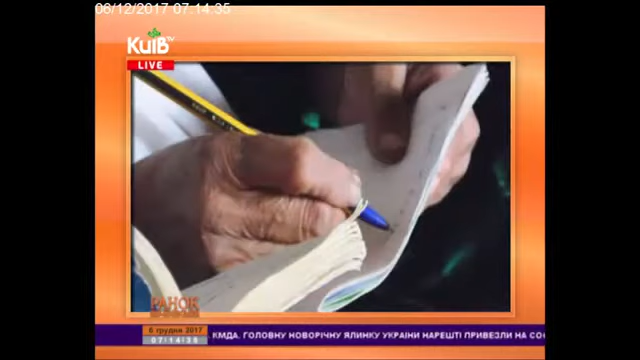 06/12/2017 07:14:35
КиїВ TV
LIVE
РАНОК
6 грудня 2017
07:14:35
КМДА. ГОЛОВНУ НОВОРІЧНУ ЯЛИНКУ УКРАЇНИ НАРЕШТІ ПРИВЕЗЛИ НА СО